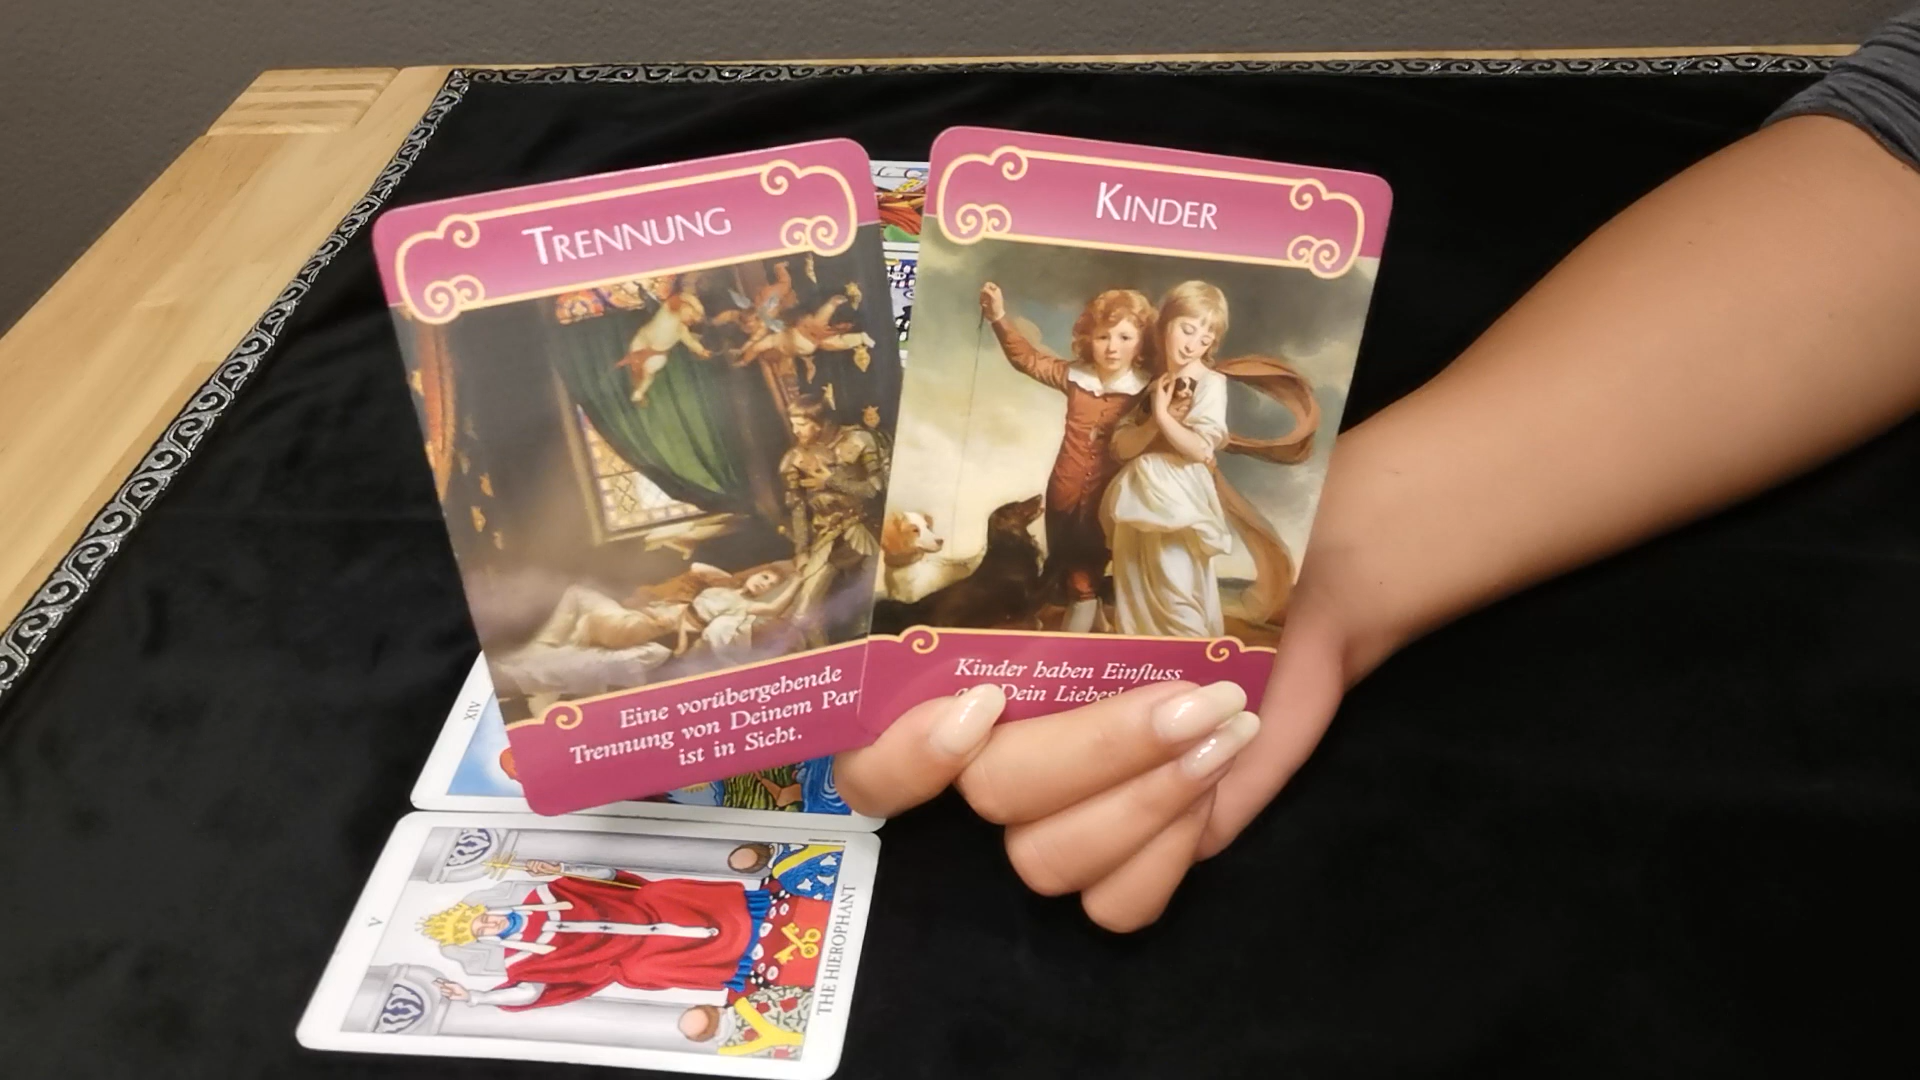 TRENNUNG
Eine vorübergehende
Trennung von Deinem Par
ist in Sicht.
KINDER
Kinder haben Einfluss
Dein Liebesl
XIV
V
THE HIEROPHANT